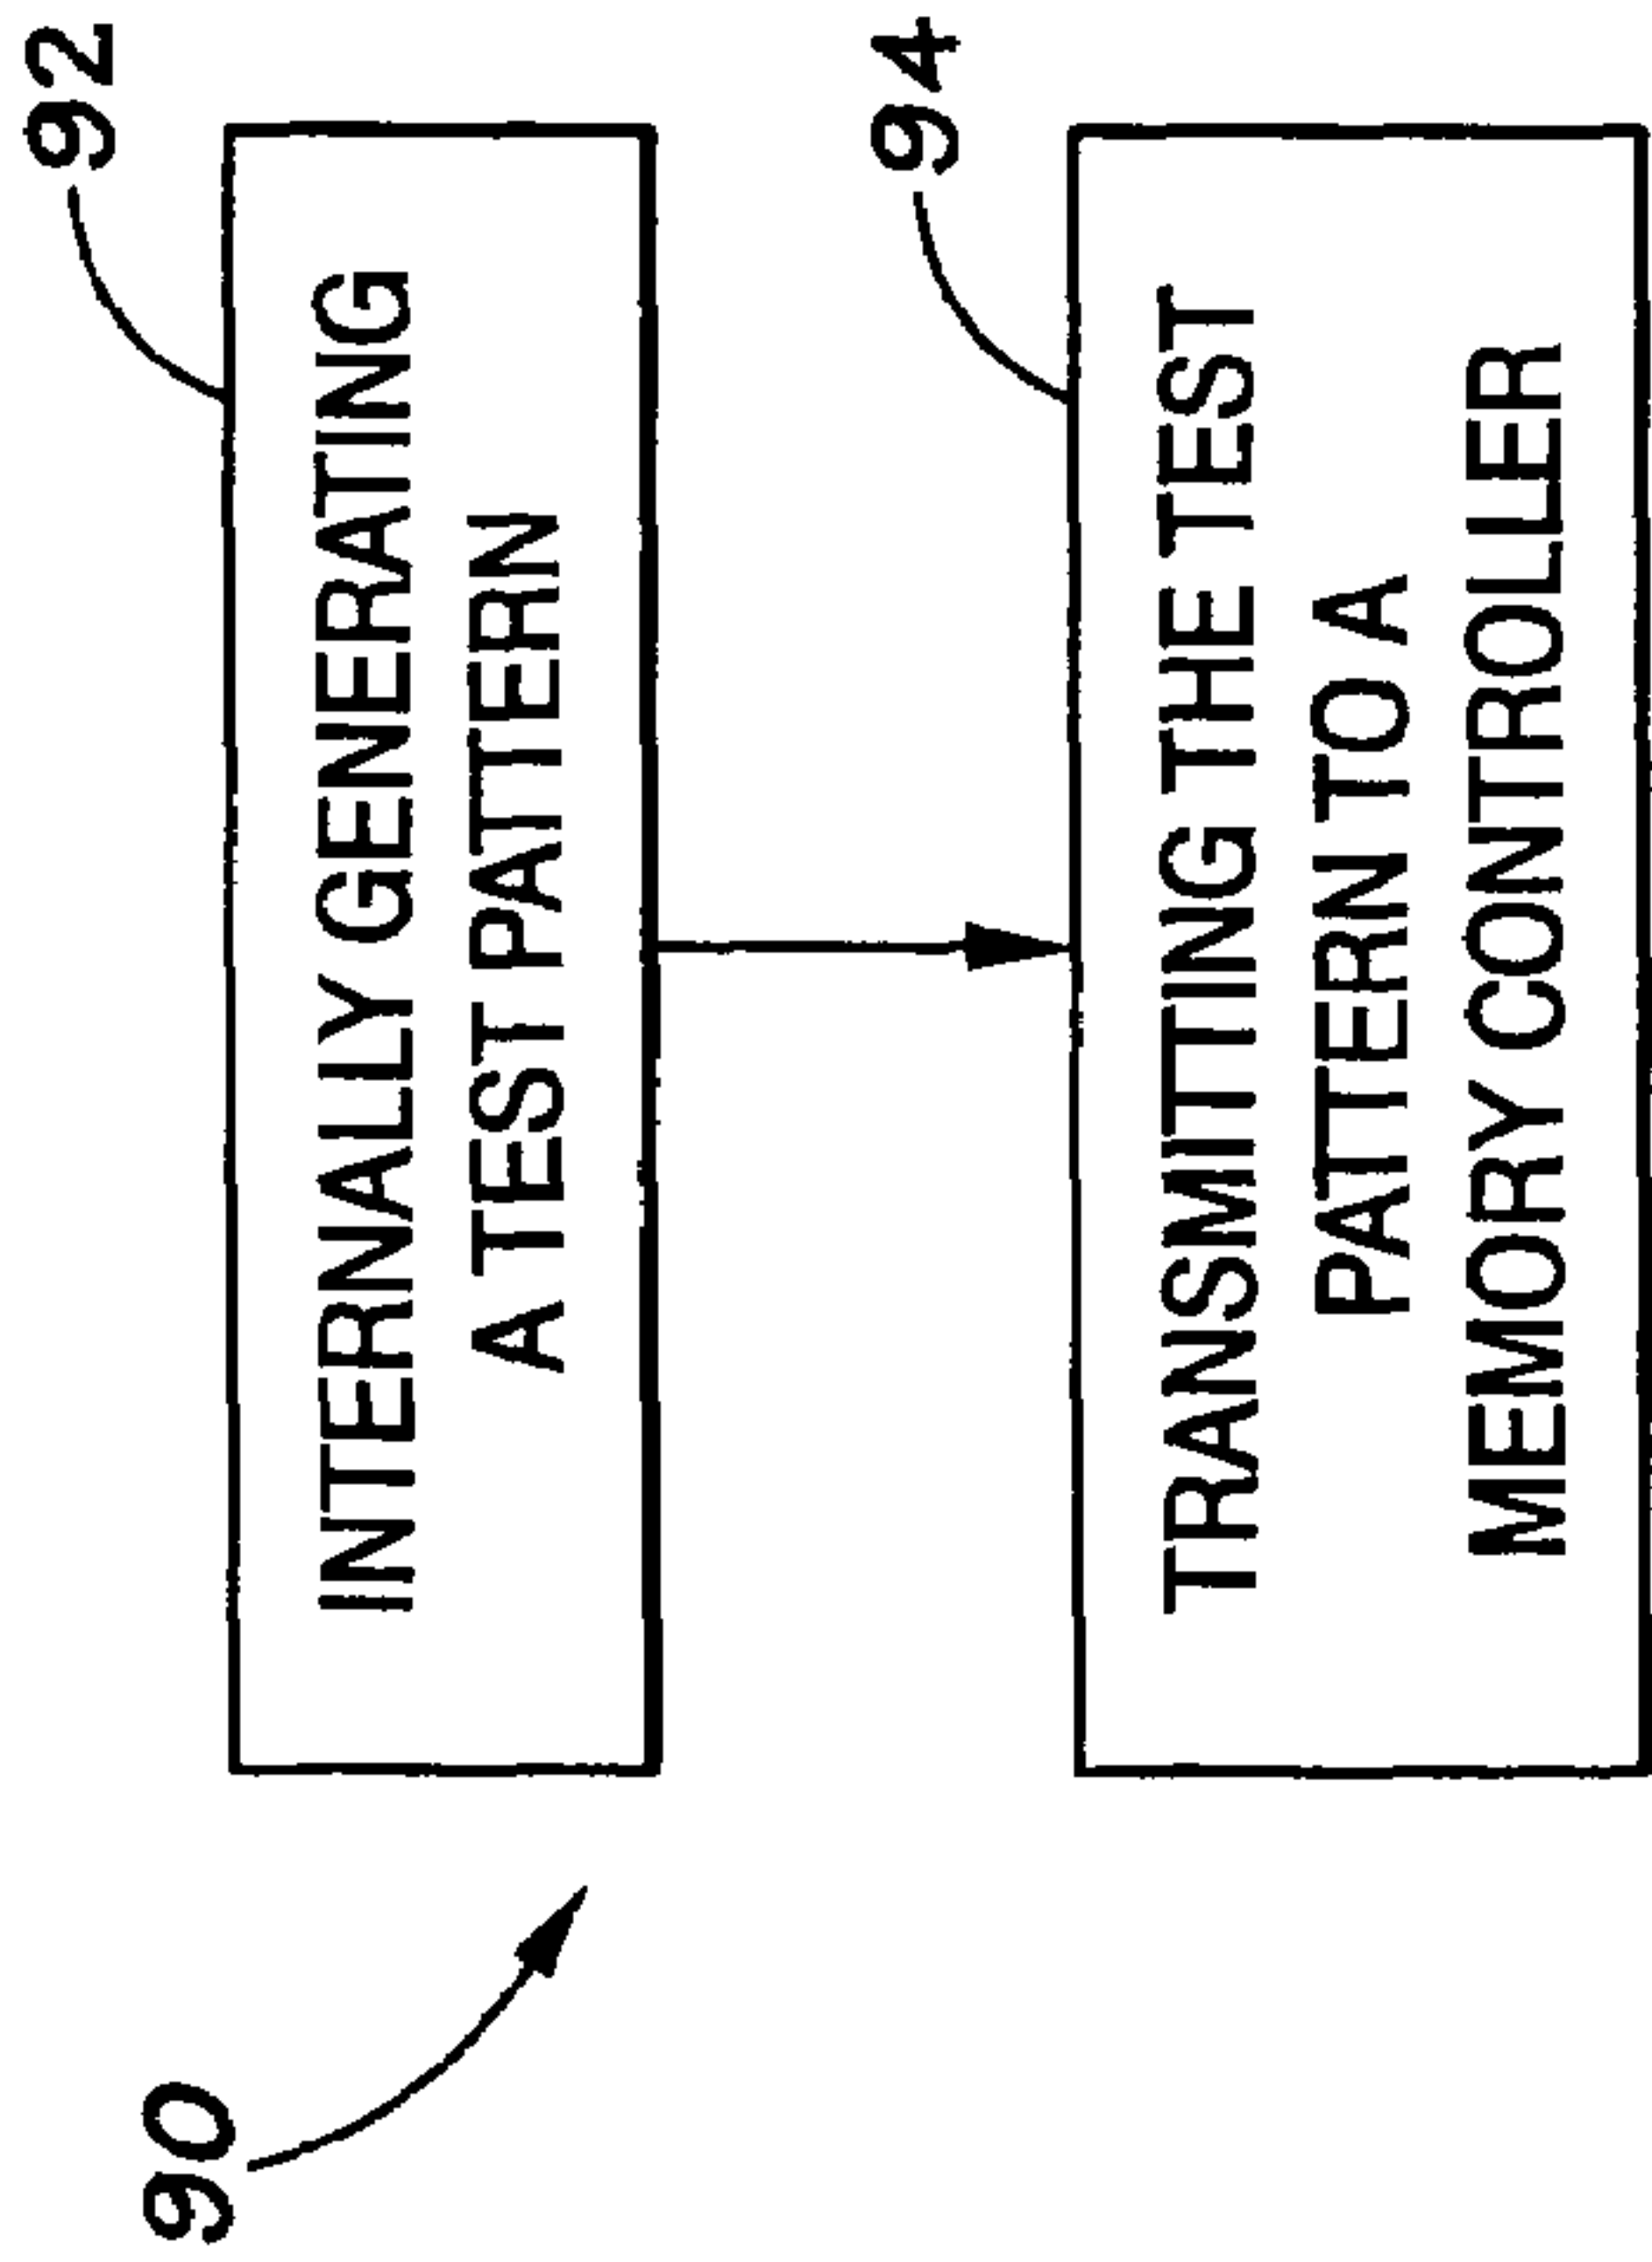 90
92
INTERNALLY GENERATING
A TEST PATTERN
94
TRANSMITTING THE TEST
PATTERN TO A
MEMORY CONTROLLER